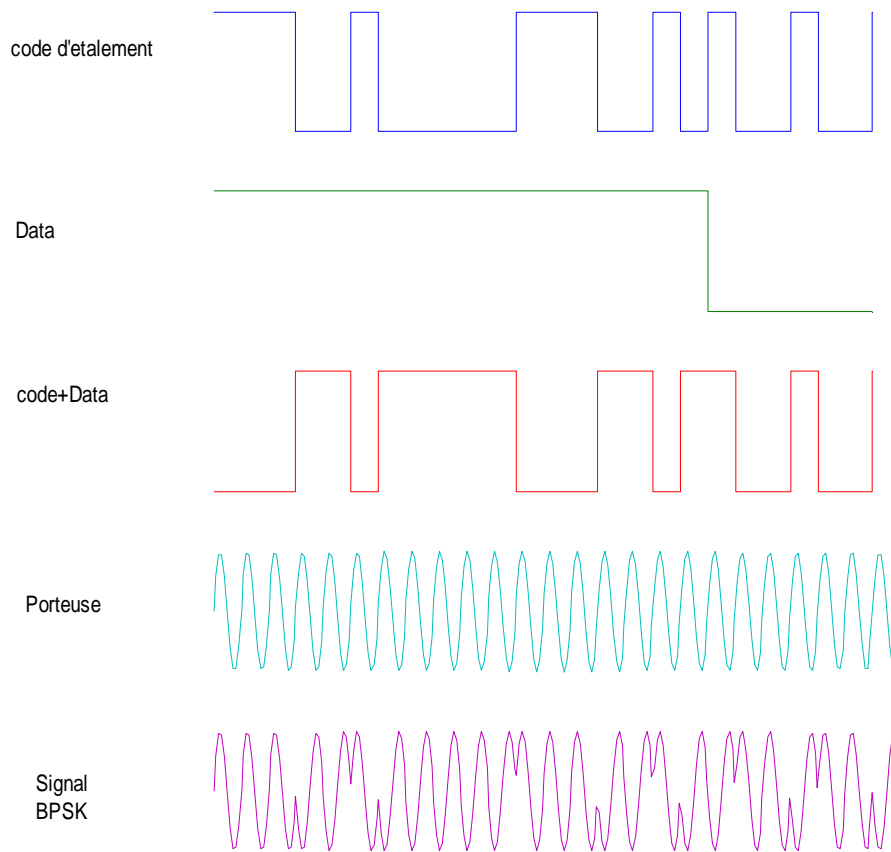 code d'etalement
Data
code+Data
Porteuse
Signal
BPSK